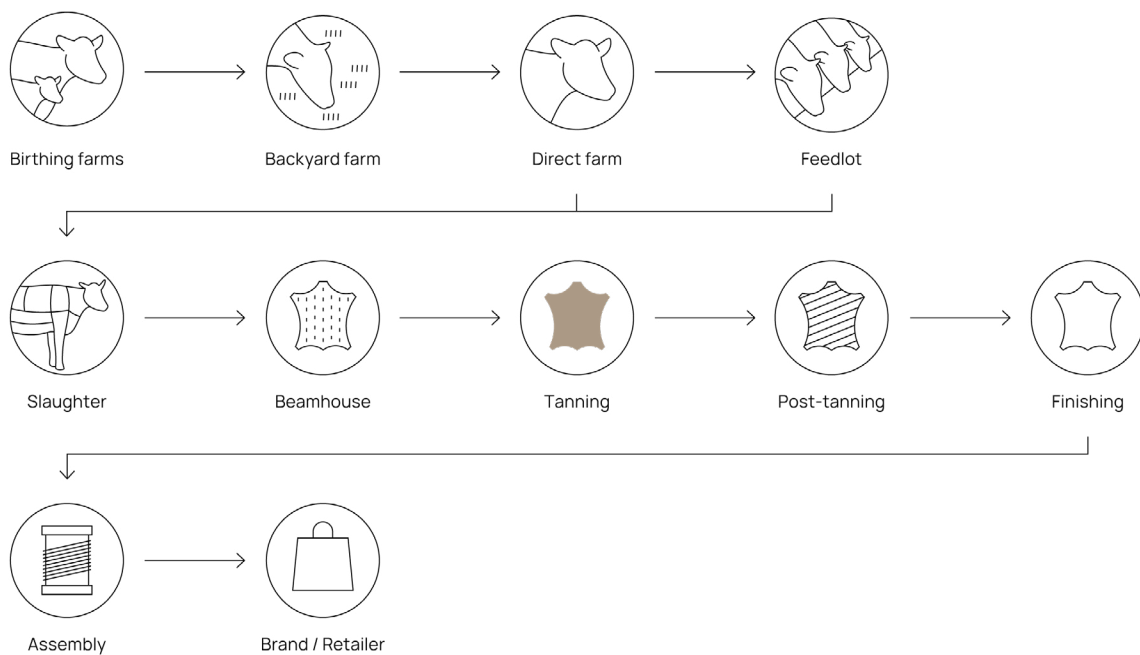 Birthing farms
Backyard farm
Direct farm
Feedlot
Slaughter
Beamhouse
Tanning
Post-tanning
Finishing
Assembly
Brand / Retailer